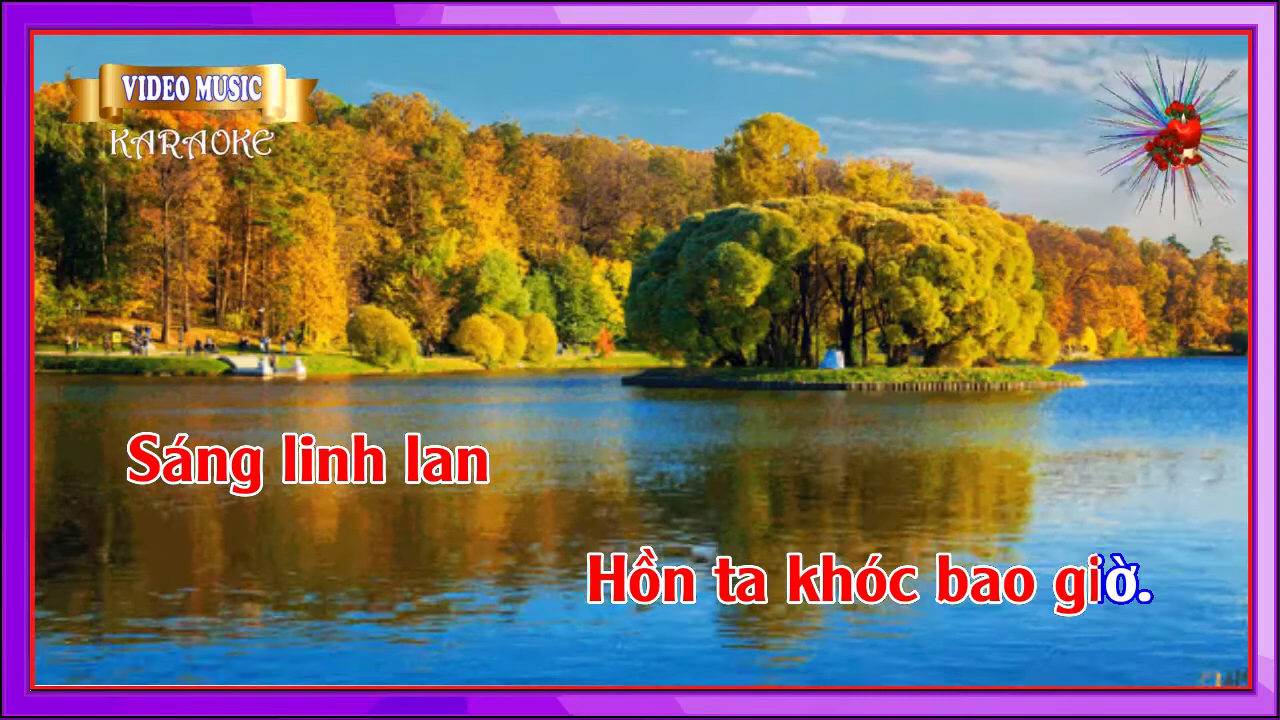 VIDEO MUSIC
KARAOKE
Sáng linh lan
Hồn ta khóc bao giờ.